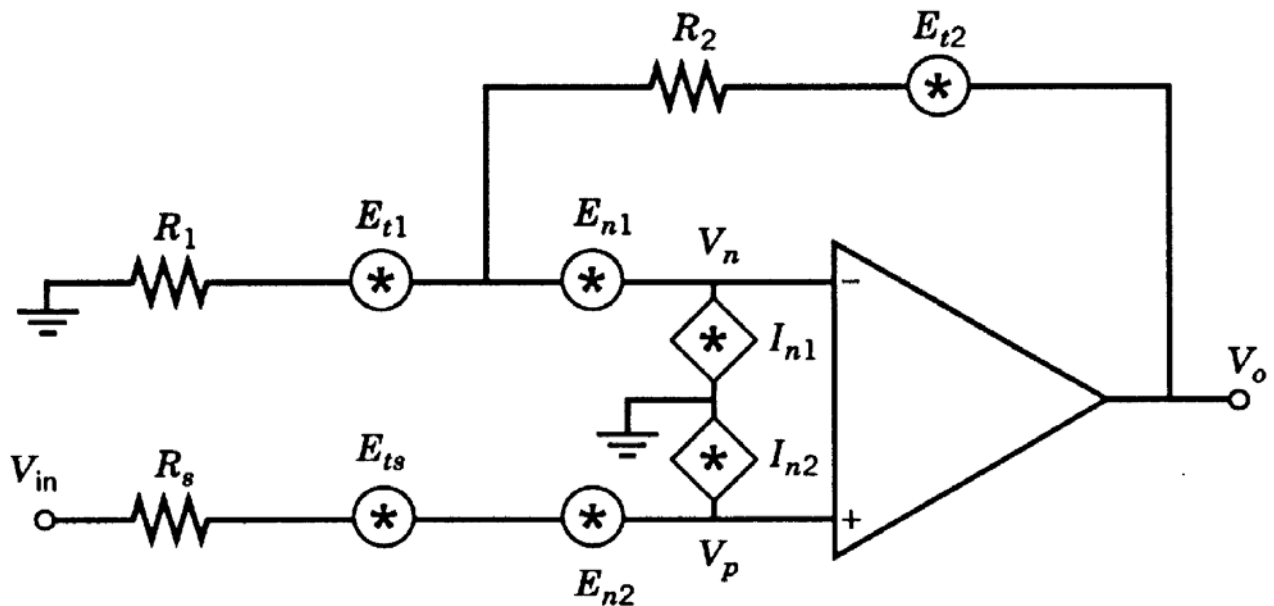 R2
Et2
R1
Et1
En1
Vn
*
*
*
*
*
*
*
−
In1
Vo
Vin
Rs
Ets
In2
+
En2
Vp